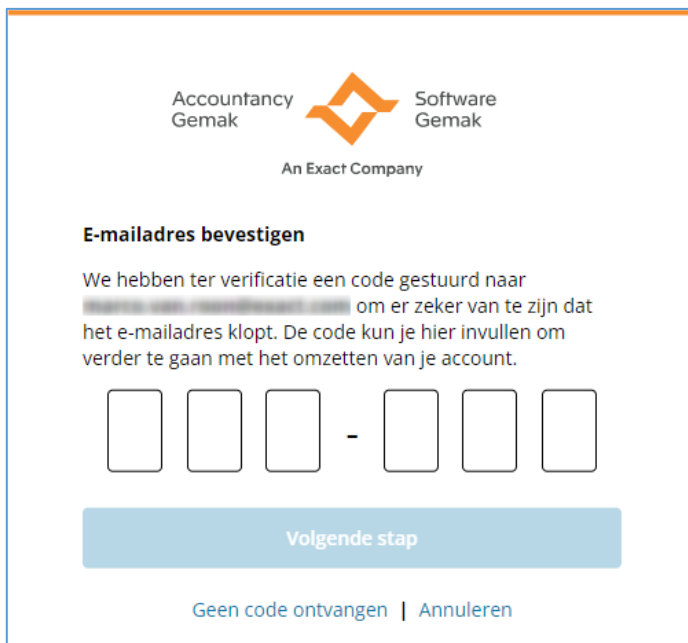 Accountancy Software
Gemak Gemak
An Exact Company
E-mailadres bevestigen
We hebben ter verificatie een code gestuurd naar
om er zeker van te zijn dat
het e-mailadres klopt. De code kun je hier invullen om
verder te gaan met het omzetten van je account.
-
Volgende stap
Geen code ontvangen | Annuleren